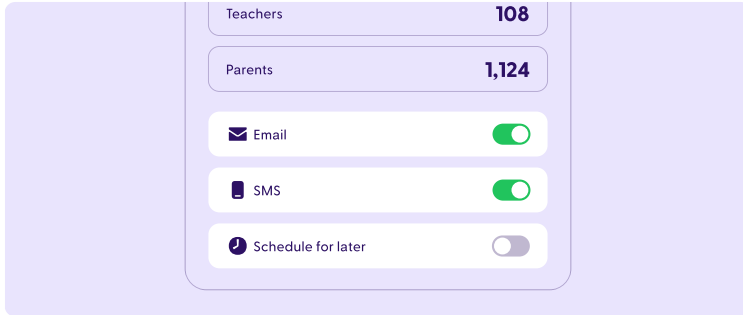 Teachers 108
Parents 1,124
Email
SMS
Schedule for later